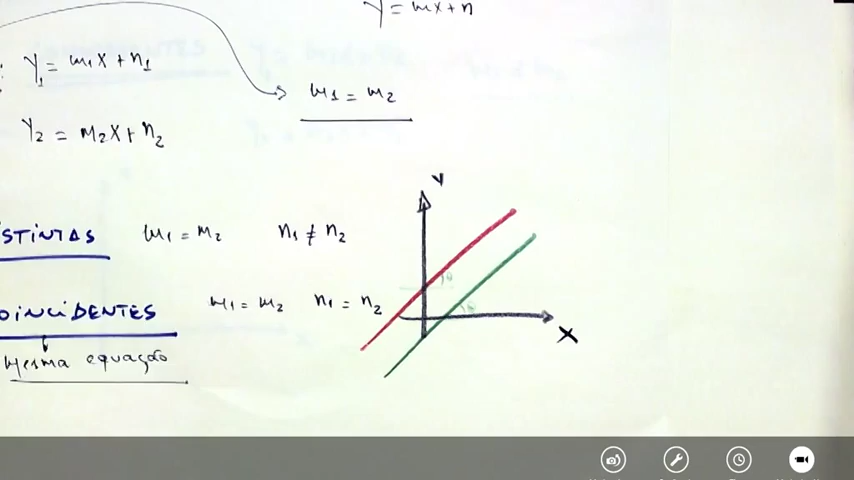 y = mx + n
: y₁ = m₁x + n₁
m₁ = m₂
y₂ = m₂x + n₂
STINTAS m₁ = m₂ n₁ ≠ n₂
OINCIDENTES m₁ = m₂ n₁ = n₂
Mesma equação
y
θ
θ
x